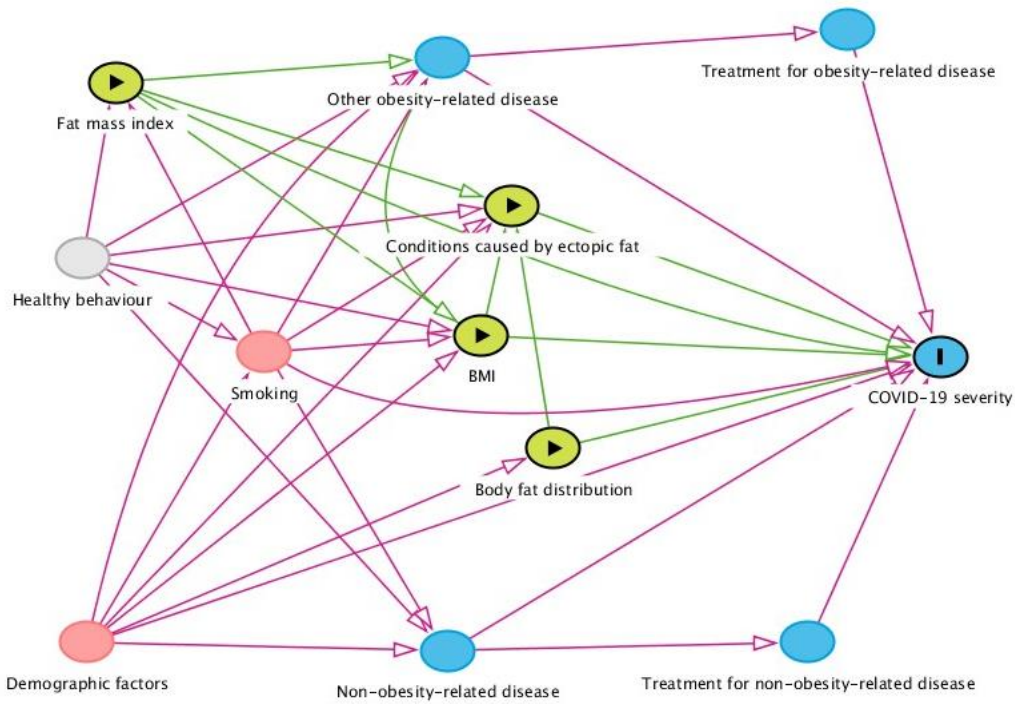 Treatment for obesity-related disease
Other obesity-related disease
Fat mass index
Conditions caused by ectopic fat
Healthy behaviour
BMI
Smoking
COVID-19 severity
Body fat distribution
Demographic factors
Non-obesity-related disease
Treatment for non-obesity-related disease